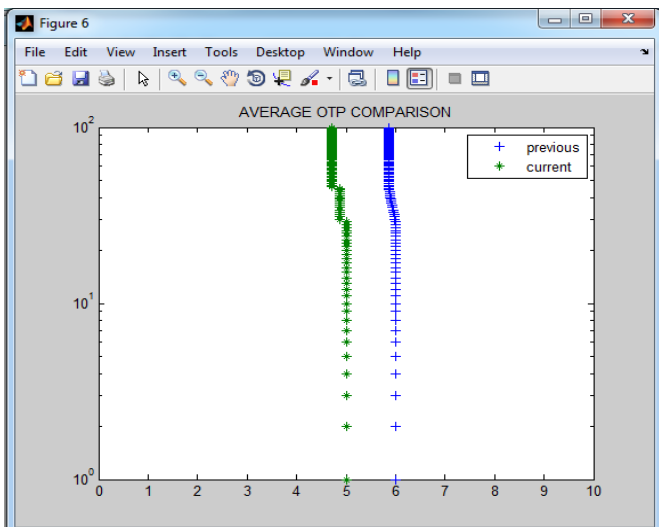 Figure 6
File Edit View Insert Tools Desktop Window Help
AVERAGE OTP COMPARISON
previous
current
10^2
10^1
10^0
0 1 2 3 4 5 6 7 8 9 10